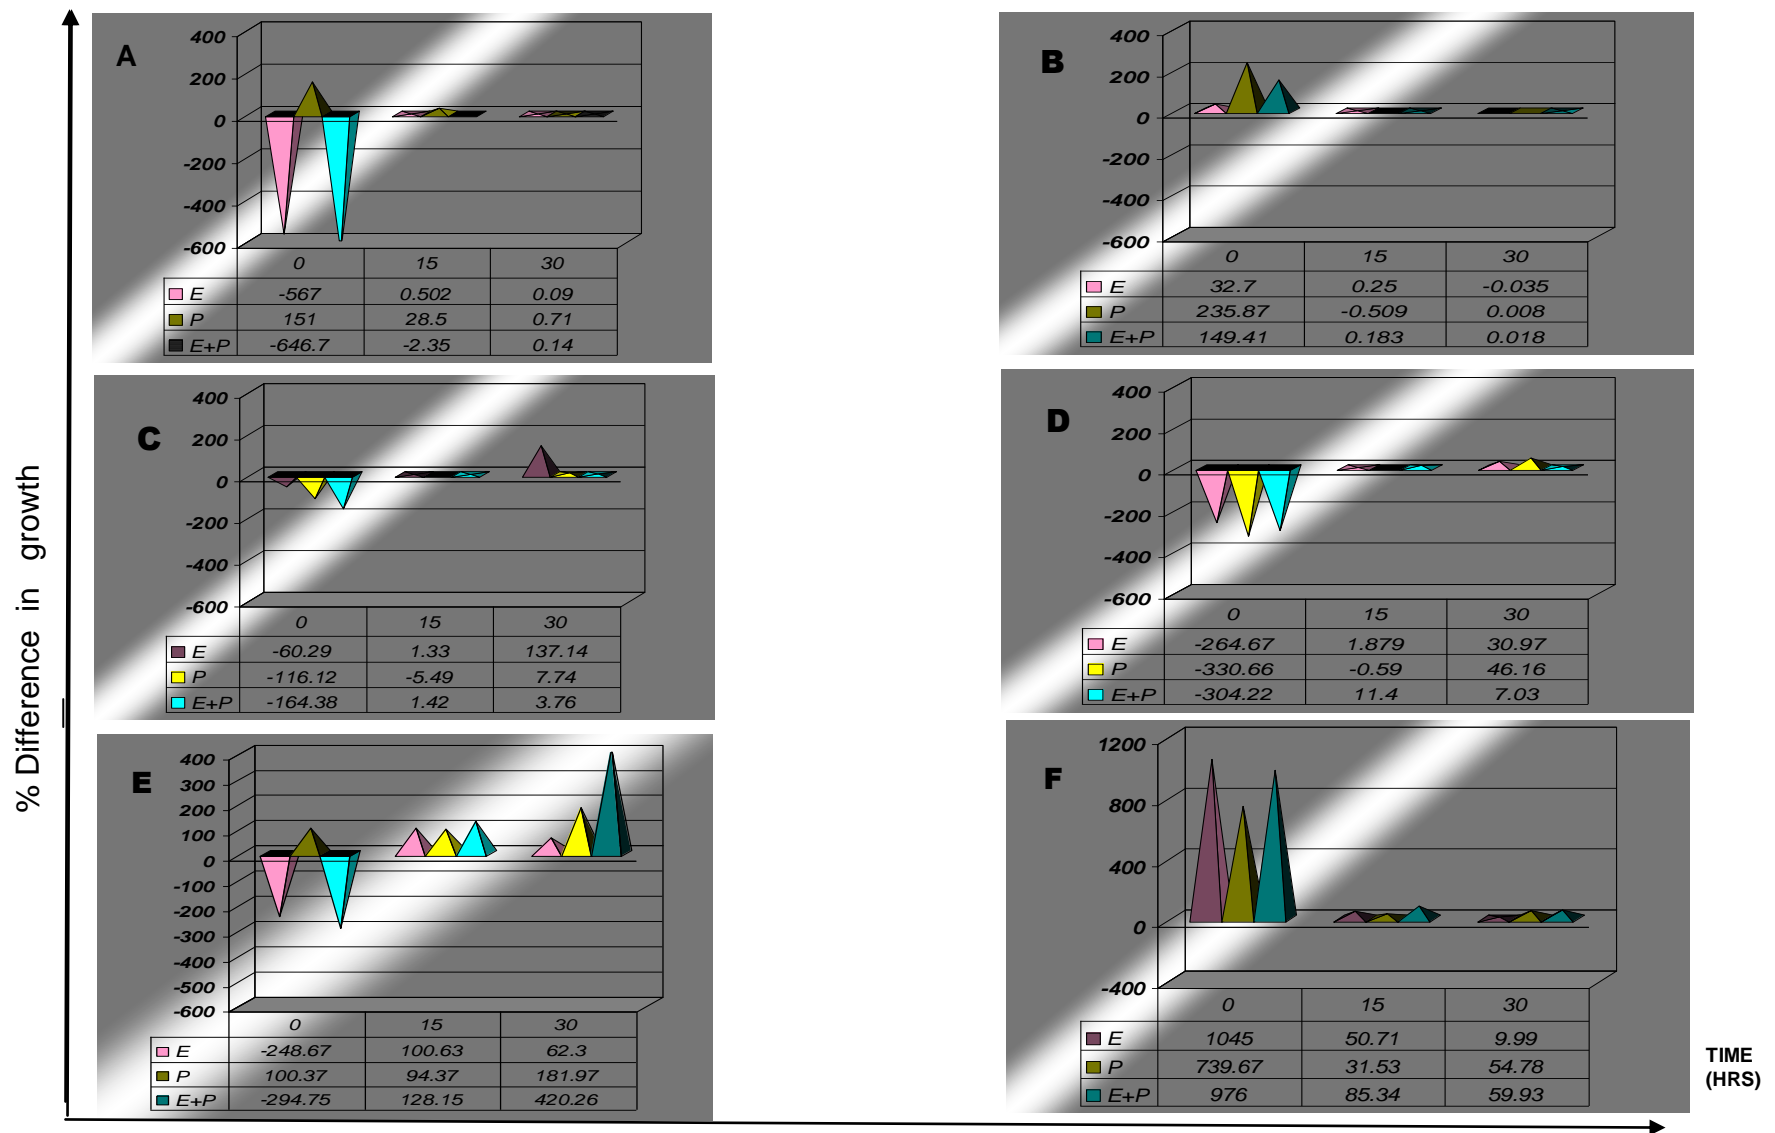 % Difference in growth
A
400
200
0
-200
-400
-600
0 15 30
E -567 0.502 0.09
P 151 28.5 0.71
E+P -646.7 -2.35 0.14
B
400
200
0
-200
-400
-600
0 15 30
E 32.7 0.25 -0.035
P 235.87 -0.509 0.008
E+P 149.41 0.183 0.018
C
400
200
0
-200
-400
-600
0 15 30
E -60.29 1.33 137.14
P -116.12 -5.49 7.74
E+P -164.38 1.42 3.76
D
400
200
0
-200
-400
-600
0 15 30
E -264.67 1.879 30.97
P -330.66 -0.59 46.16
E+P -304.22 11.4 7.03
E
400
300
200
100
0
-100
-200
-300
-400
-500
-600
0 15 30
E -248.67 100.63 62.3
P 100.37 94.37 181.97
E+P -294.75 128.15 420.26
F
1200
800
400
0
-400
0 15 30
E 1045 50.71 9.99
P 739.67 31.53 54.78
E+P 976 85.34 59.93
TIME
(HRS)